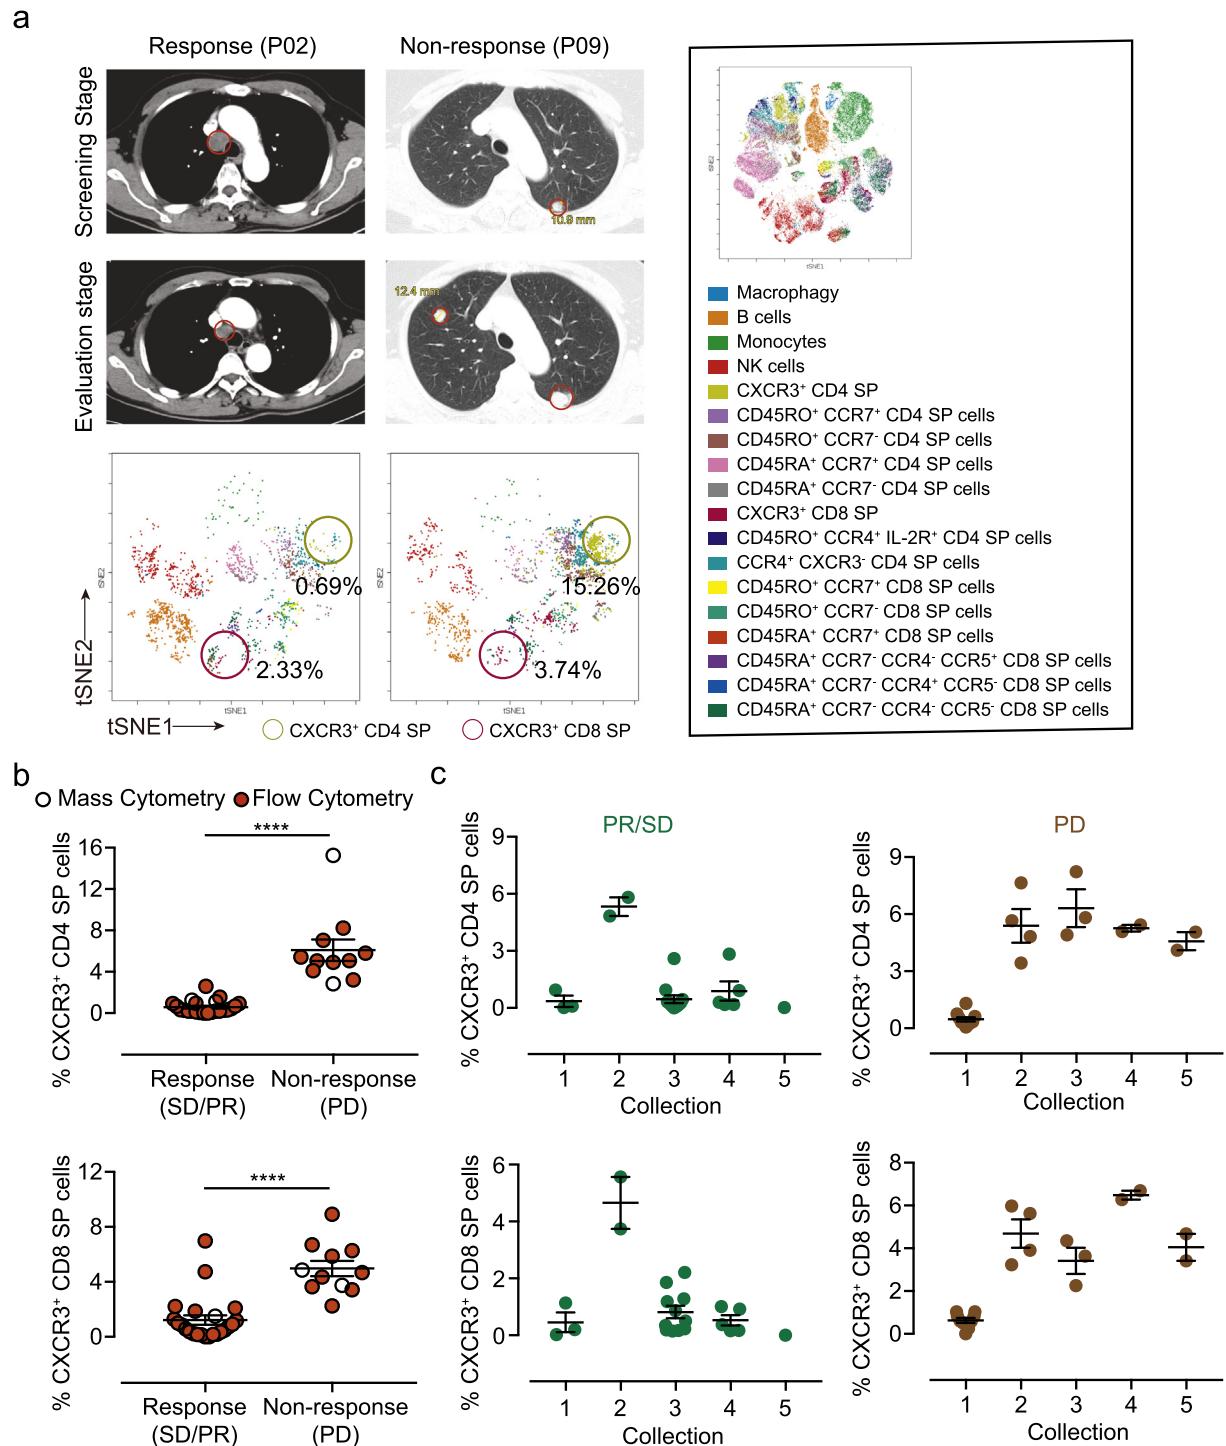 a
Response (P02)
Non-response (P09)
Screening Stage
10.9 mm
Evaluation stage
12.4 mm
tSNE2
tSNE1
Macrophagy
B cells
Monocytes
NK cells
CXCR3⁺ CD4 SP
CD45RO⁺ CCR7⁺ CD4 SP cells
CD45RO⁺ CCR7⁻ CD4 SP cells
CD45RA⁺ CCR7⁺ CD4 SP cells
CD45RA⁺ CCR7⁻ CD4 SP cells
CXCR3⁺ CD8 SP
CD45RO⁺ CCR4⁺ IL-2R⁺ CD4 SP cells
CCR4⁺ CXCR3⁻ CD4 SP cells
CD45RO⁺ CCR7⁺ CD8 SP cells
CD45RO⁺ CCR7⁻ CD8 SP cells
CD45RA⁺ CCR7⁺ CD8 SP cells
CD45RA⁺ CCR7⁻ CCR4⁻ CCR5⁺ CD8 SP cells
CD45RA⁺ CCR7⁻ CCR4⁺ CCR5⁻ CD8 SP cells
CD45RA⁺ CCR7⁻ CCR4⁻ CCR5⁻ CD8 SP cells
tSNE2
0.69%
2.33%
tSNE1
15.26%
3.74%
tSNE1
tSNE2
tSNE1
CXCR3⁺ CD4 SP
CXCR3⁺ CD8 SP
b
Mass Cytometry
Flow Cytometry
% CXCR3⁺ CD4 SP cells
16
12
8
4
0
****
Response
(SD/PR)
Non-response
(PD)
% CXCR3⁺ CD8 SP cells
12
8
4
0
****
Response
(SD/PR)
Non-response
(PD)
c
PR/SD
% CXCR3⁺ CD4 SP cells
9
6
3
0
1 2 3 4 5
Collection
PD
% CXCR3⁺ CD4 SP cells
9
6
3
0
1 2 3 4 5
Collection
% CXCR3⁺ CD8 SP cells
6
4
2
0
1 2 3 4 5
Collection
% CXCR3⁺ CD8 SP cells
8
6
4
2
0
1 2 3 4 5
Collection